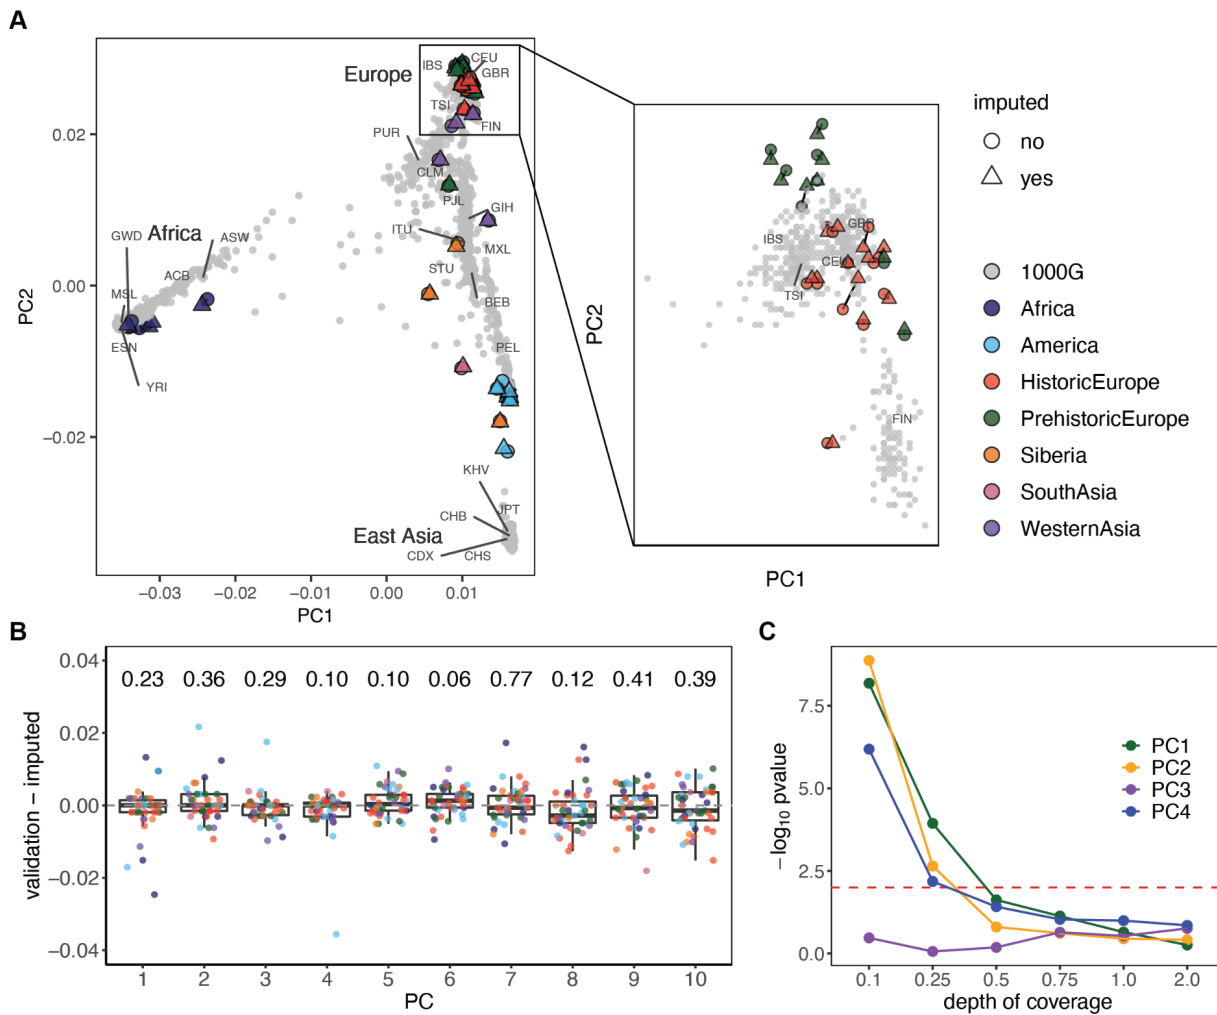 A
PC2
0.02
0.00
−0.02
−0.03
−0.02
−0.01
0.00
0.01
PC1
Europe
IBS
CEU
GBR
TSI
FIN
PUR
CLM
PJL
GIH
ITU
MXL
STU
BEB
PEL
GWD
Africa
ASW
ACB
MSL
ESN
YRI
KHV
JPT
CHB
East Asia
CDX
CHS
PC2
IBS
GBR
TSI
FIN
PC1
imputed
no
yes
1000G
Africa
America
HistoricEurope
PrehistoricEurope
Siberia
SouthAsia
WesternAsia
B
validation − imputed
0.04
0.02
0.00
−0.02
−0.04
0.23 0.36 0.29 0.10 0.10 0.06 0.77 0.12 0.41 0.39
1 2 3 4 5 6 7 8 9 10
PC
C
−log10 pvalue
7.5
5.0
2.5
0.0
PC1
PC2
PC3
PC4
0.1 0.25 0.5 0.75 1.0 2.0
depth of coverage